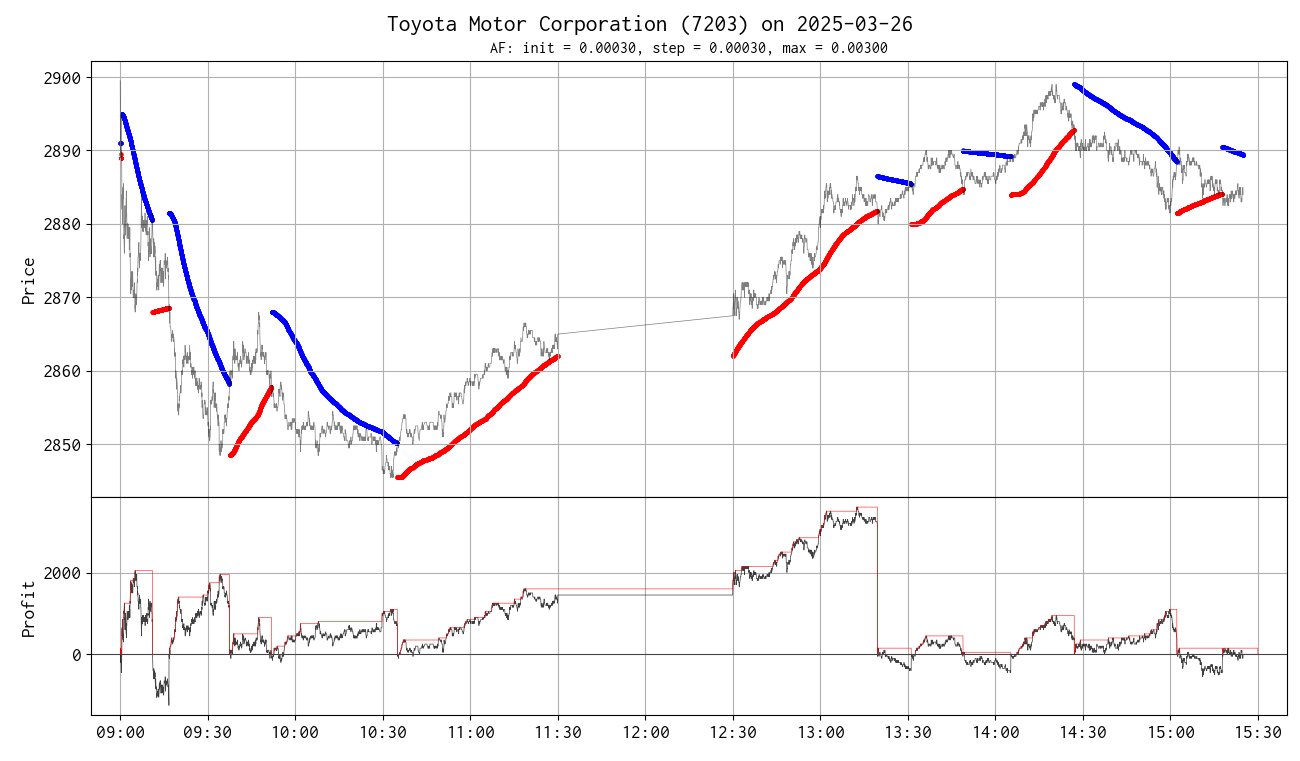 Toyota Motor Corporation (7203) on 2025-03-26
AF: init = 0.00030, step = 0.00030, max = 0.00300
Price
2900
2890
2880
2870
2860
2850
Profit
2000
0
09:00 09:30 10:00 10:30 11:00 11:30 12:00 12:30 13:00 13:30 14:00 14:30 15:00 15:30